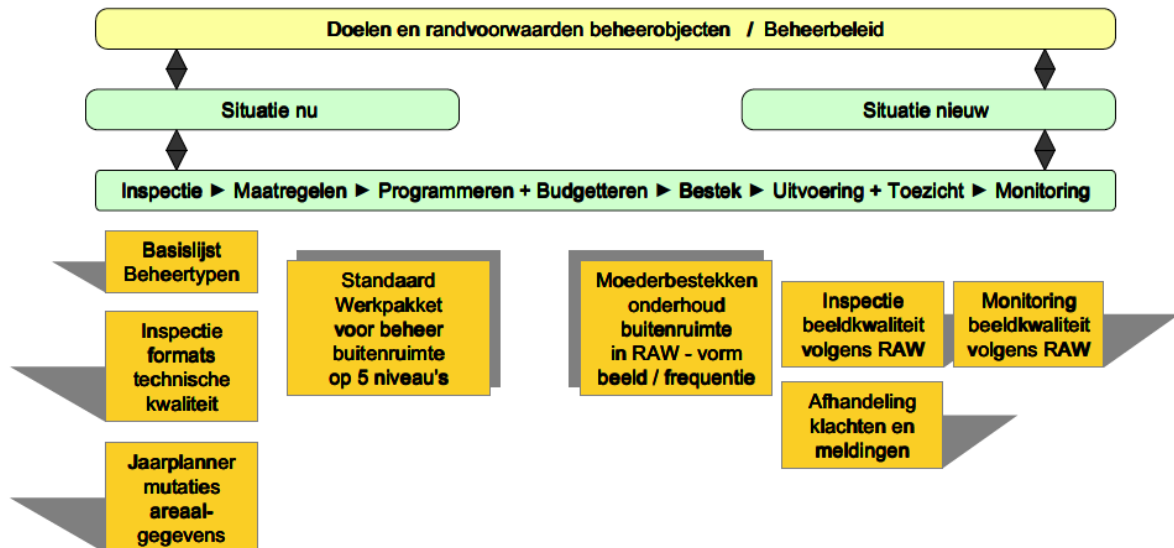 Doelen en randvoorwaarden beheerobjecten / Beheerbeleid
Situatie nu
Situatie nieuw
Inspectie ► Maatregelen ► Programmeren + Budgetteren ► Bestek ► Uitvoering + Toezicht ► Monitoring
Basislijst
Beheertypen
Inspectie
formats
technische
kwaliteit
Jaarplanner
mutaties
areaal-
gegevens
Standaard
Werkpakket
voor beheer
buitenruimte
op 5 niveau's
Moederbestekken
onderhoud
buitenruimte
in RAW - vorm
beeld / frequentie
Inspectie
beeldkwaliteit
volgens RAW
Afhandeling
klachten en
meldingen
Monitoring
beeldkwaliteit
volgens RAW